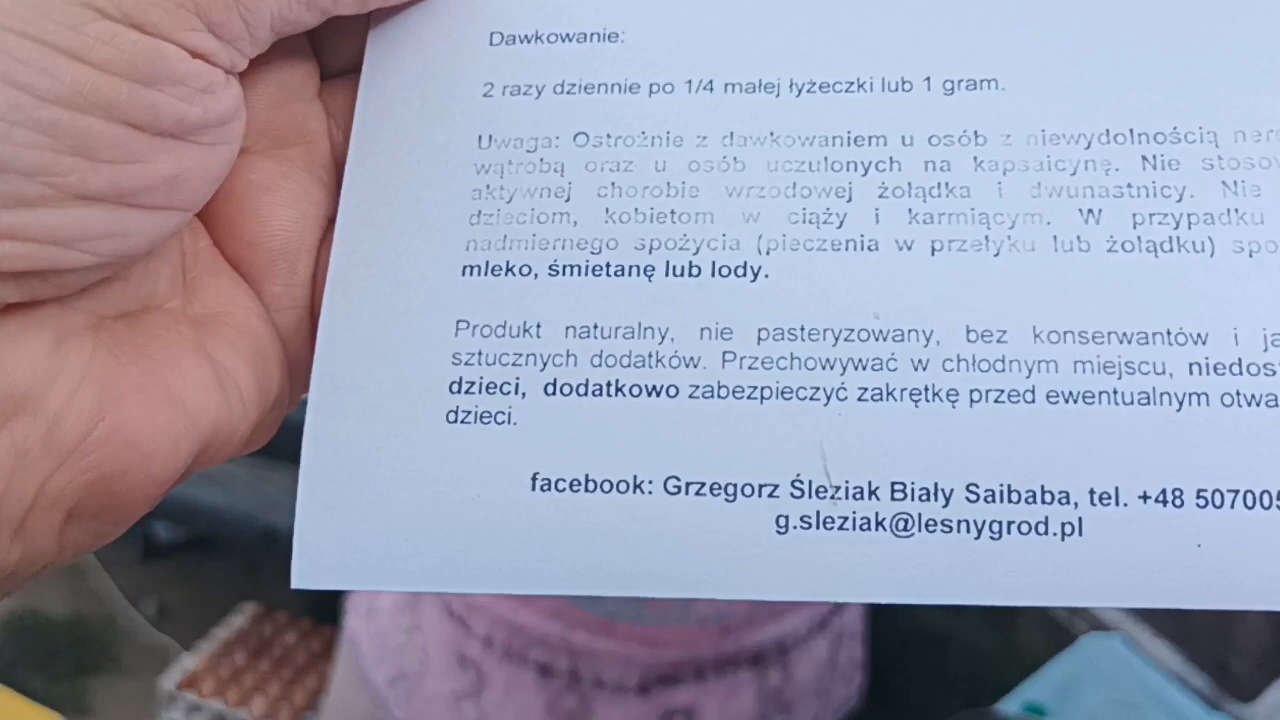 Dawkowanie:
2 razy dziennie po 1/4 małej łyżeczki lub 1 gram.
Uwaga: Ostrożnie z dawkowaniem u osób z niewydolnością
wątrobą oraz u osób uczulonych na kapsaicynę. Nie
aktywnej chorobie wrzodowej żołądka i dwunastnicy. Nie
dzieciom, kobietom w ciąży i karmiącym. W przypadku
nadmiernego spożycia (pieczenia w przełyku lub żołądku)
mleko, śmietanę lub lody.
Produkt naturalny, nie pasteryzowany, bez konserwantów i
sztucznych dodatków. Przechowywać w chłodnym miejscu,
dzieci, dodatkowo zabezpieczyć zakrętkę przed ewentualnym
dzieci.
facebook: Grzegorz Śleziak Biały Saibaba, tel. +48 50700
g.sleziak@lesnygrod.pl